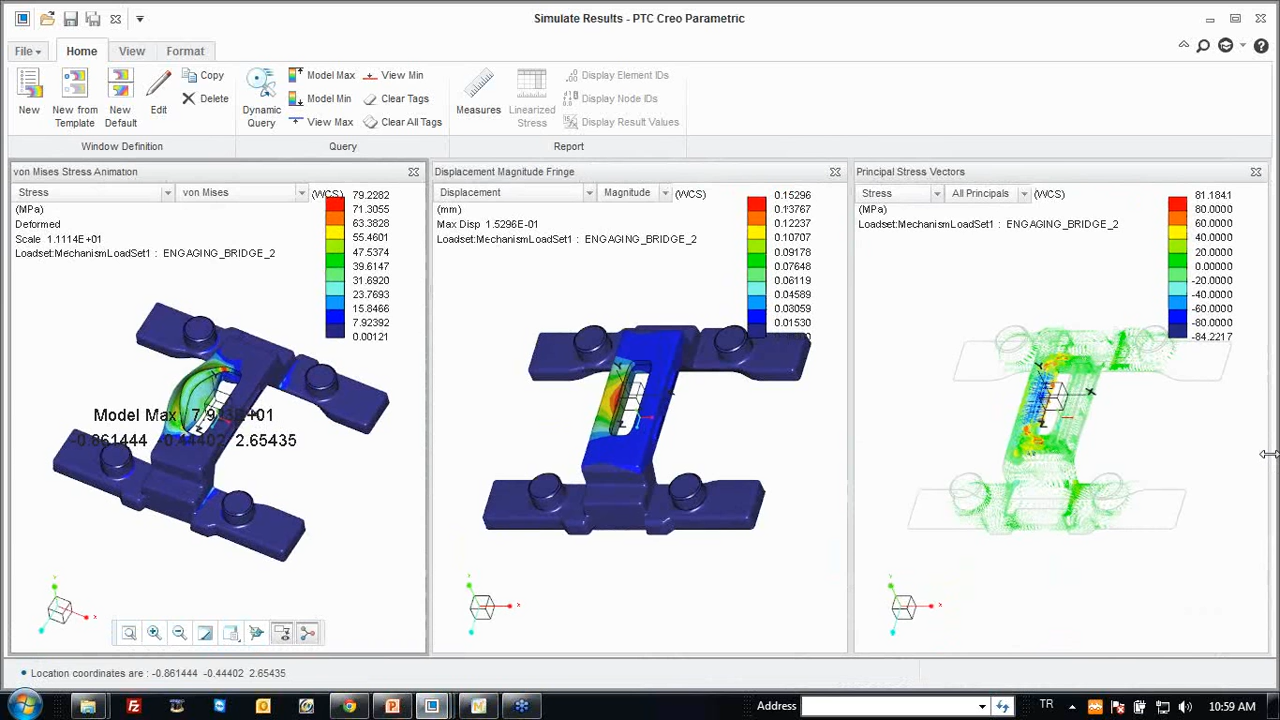 Simulate Results - PTC Creo Parametric
File Home View Format
New
New from Template
New Default
Edit
Copy
Delete
Window Definition
Dynamic Query
Model Max
Model Min
View Max
View Min
Clear Tags
Clear All Tags
Query
Measures
Linearized Stress
Display Element IDs
Display Node IDs
Display Result Values
Report
von Mises Stress Animation
Stress von Mises (WCS)
(MPa)
Deformed
Scale 1.1114E+01
Loadset:MechanismLoadSet1 : ENGAGING_BRIDGE_2
79.2282
71.3055
63.3828
55.4601
47.5374
39.6147
31.6920
23.7693
15.8466
7.92392
0.00121
Model Max
-0.861444 -0.44402 2.65435
Displacement Magnitude Fringe
Displacement Magnitude (WCS)
(mm)
Max Disp 1.5296E-01
Loadset:MechanismLoadSet1 : ENGAGING_BRIDGE_2
0.15296
0.13767
0.12237
0.10707
0.09178
0.07648
0.06119
0.04589
0.03059
0.01530
Principal Stress Vectors
Stress All Principals (WCS)
(MPa)
Loadset:MechanismLoadSet1 : ENGAGING_BRIDGE_2
81.1841
80.0000
60.0000
40.0000
20.0000
0.00000
-20.0000
-40.0000
-60.0000
-80.0000
-84.2217
Location coordinates are : -0.861444 -0.44402 2.65435
Address
TR
10:59 AM